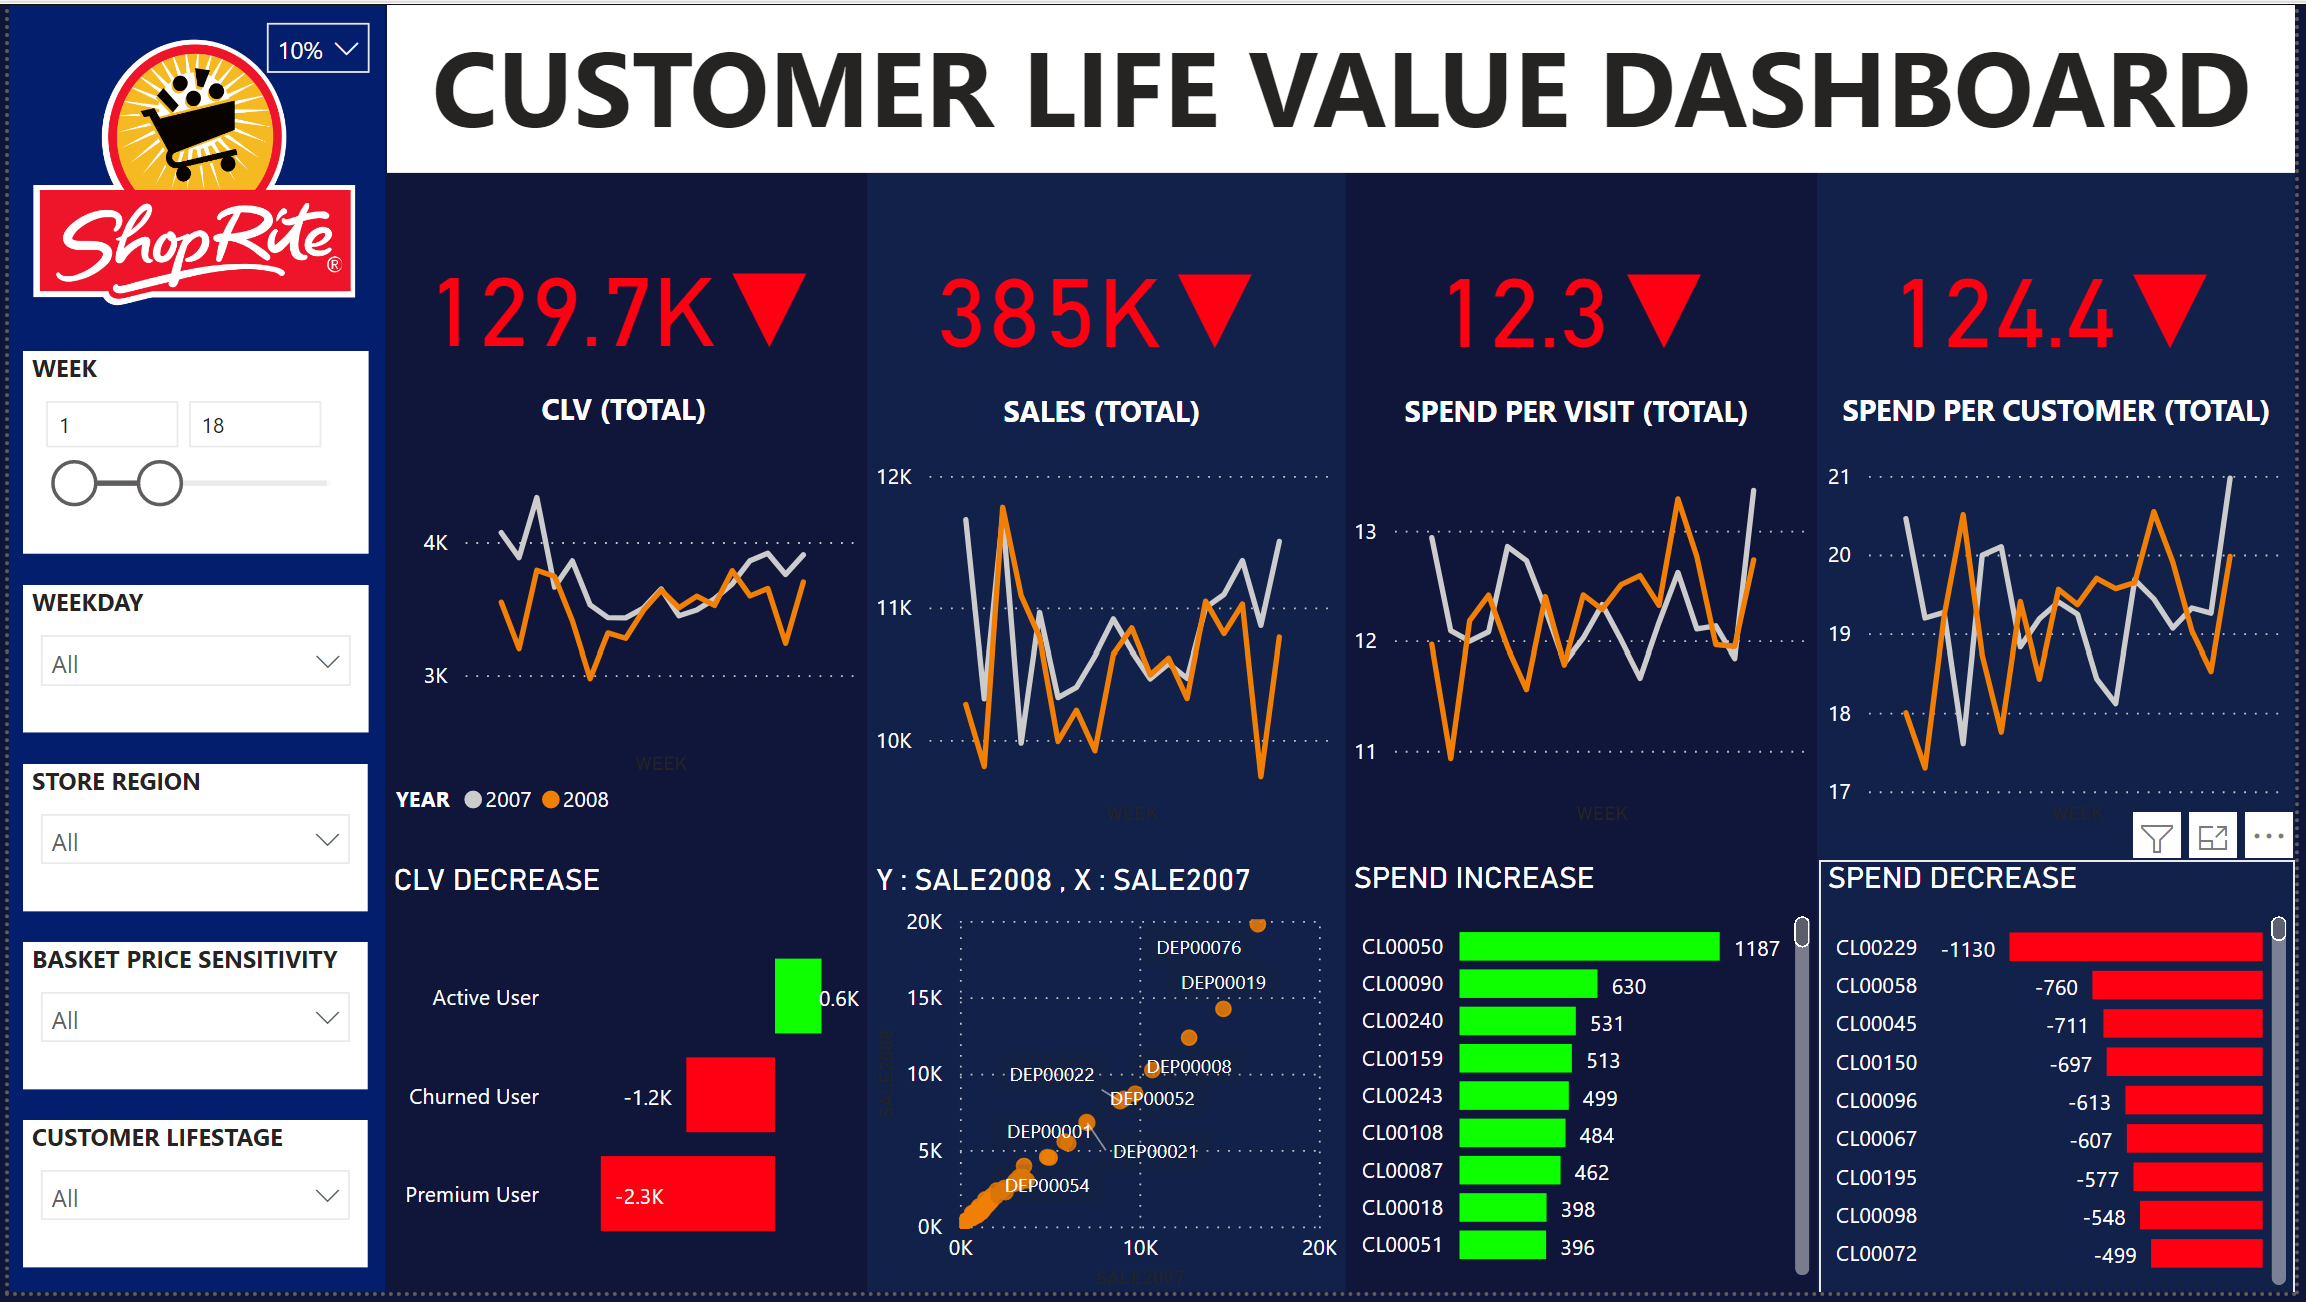 10%
ShopRite®
CUSTOMER LIFE VALUE DASHBOARD
WEEK
1
18
WEEKDAY
All
STORE REGION
All
BASKET PRICE SENSITIVITY
All
CUSTOMER LIFESTAGE
All
129.7K
CLV (TOTAL)
4K
3K
WEEK
YEAR 2007 2008
385K
SALES (TOTAL)
12K
11K
10K
WEEK
12.3
SPEND PER VISIT (TOTAL)
13
12
11
WEEK
124.4
SPEND PER CUSTOMER (TOTAL)
21
20
19
18
17
WEEK
CLV DECREASE
Active User 0.6K
Churned User -1.2K
Premium User -2.3K
Y : SALE2008 , X : SALE2007
20K
15K
10K
5K
0K
SALE2008
DEP00076
DEP00019
DEP00008
DEP00022
DEP00052
DEP00001
DEP00021
DEP00054
0K 10K 20K
SALE2007
SPEND INCREASE
CL00050 1187
CL00090 630
CL00240 531
CL00159 513
CL00243 499
CL00108 484
CL00087 462
CL00018 398
CL00051 396
SPEND DECREASE
CL00229 -1130
CL00058 -760
CL00045 -711
CL00150 -697
CL00096 -613
CL00067 -607
CL00195 -577
CL00098 -548
CL00072 -499